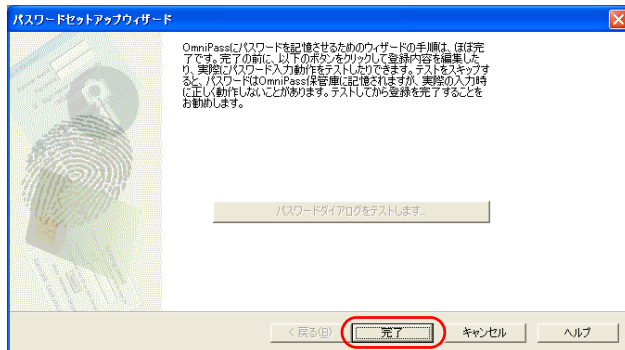 パスワードセットアップウィザード
OmniPassにパスワードを記憶させるためのウィザードの手順は、ほぼ完
了です。完了の前に、以下のボタンをクリックして登録内容を編集した
り、実際にパスワード入力動作をテストしたりできます。テストをスキップす
ると、パスワードはOmniPass保管庫に記憶されますが、実際の入力時
に正しく動作しないことがあります。テストしてから登録を完了することを
お勧めします。
パスワードダイアログをテストします...
< 戻る(B)
完了
キャンセル
ヘルプ